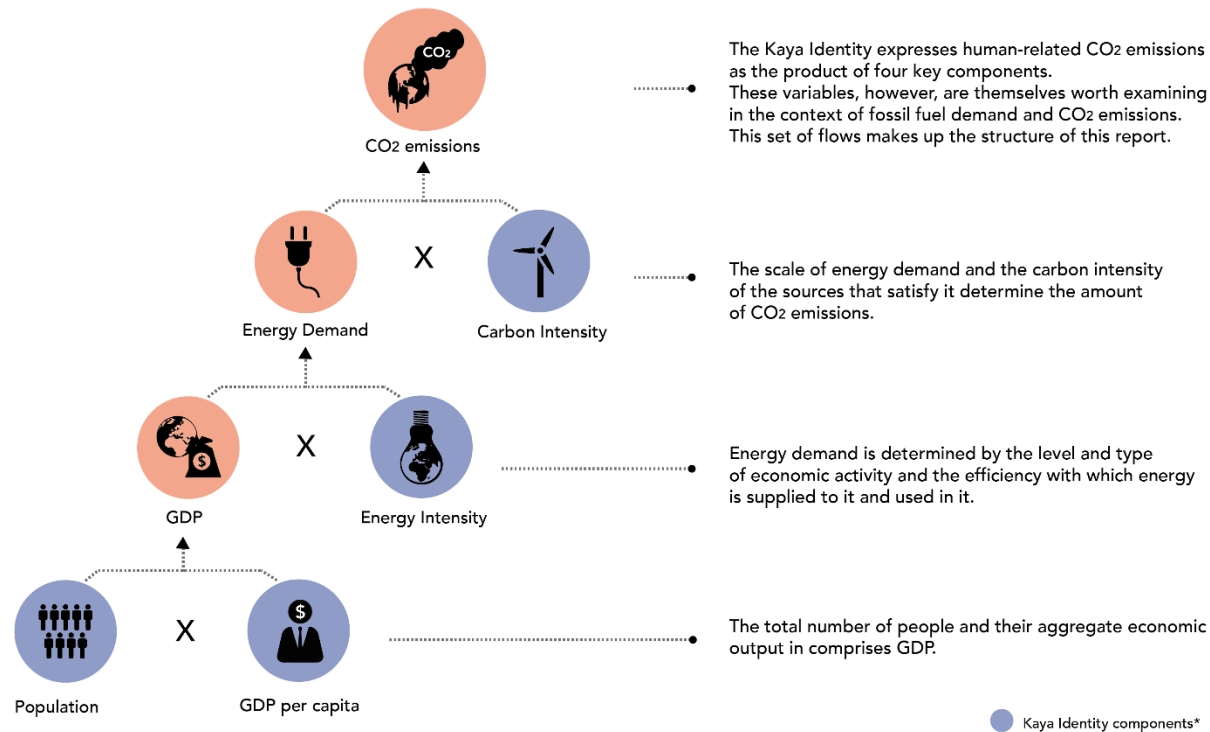 CO2
The Kaya Identity expresses human-related CO2 emissions
as the product of four key components.
These variables, however, are themselves worth examining
in the context of fossil fuel demand and CO2 emissions.
This set of flows makes up the structure of this report.
CO2 emissions
X
The scale of energy demand and the carbon intensity
of the sources that satisfy it determine the amount
of CO2 emissions.
Energy Demand
Carbon Intensity
$
X
Energy demand is determined by the level and type
of economic activity and the efficiency with which energy
is supplied to it and used in it.
GDP
Energy Intensity
$
X
The total number of people and their aggregate economic
output in comprises GDP.
Population
GDP per capita
Kaya Identity components*